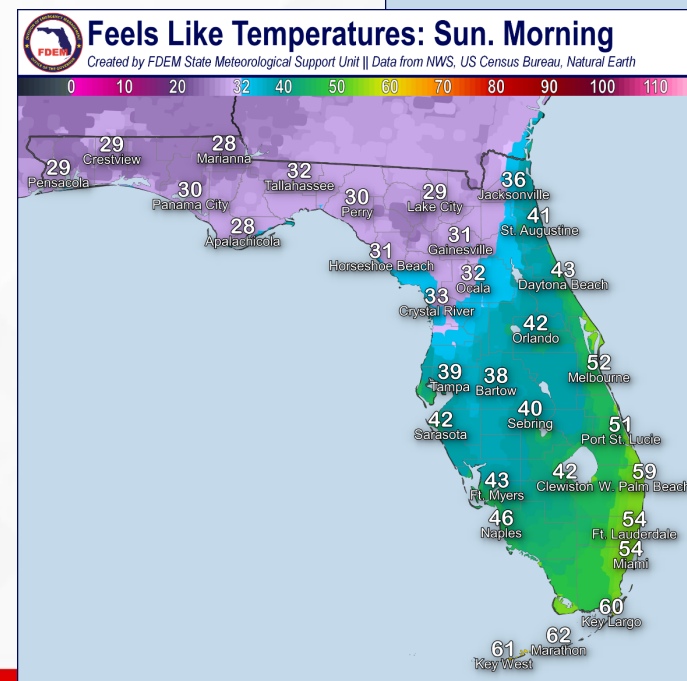 FDEM
Feels Like Temperatures: Sun. Morning
Created by FDEM State Meteorological Support Unit || Data from NWS, US Census Bureau, Natural Earth
0 10 20 32 40 50 60 70 80 90 100 110
29
Crestview
28
Marianna
29
Pensacola
32
Tallahassee
36
Jacksonville
30
Panama City
30
Perry
29
Lake City
41
St. Augustine
28
Apalachicola
31
Gainesville
31
Horseshoe Beach
32
Ocala
43
Daytona Beach
33
Crystal River
42
Orlando
52
Melbourne
39
Tampa
38
Bartow
42
Sarasota
40
Sebring
51
Port St. Lucie
43
Ft. Myers
42
Clewiston
59
W. Palm Beach
46
Naples
54
Ft. Lauderdale
54
Miami
60
Key Largo
62
Marathon
61
Key West